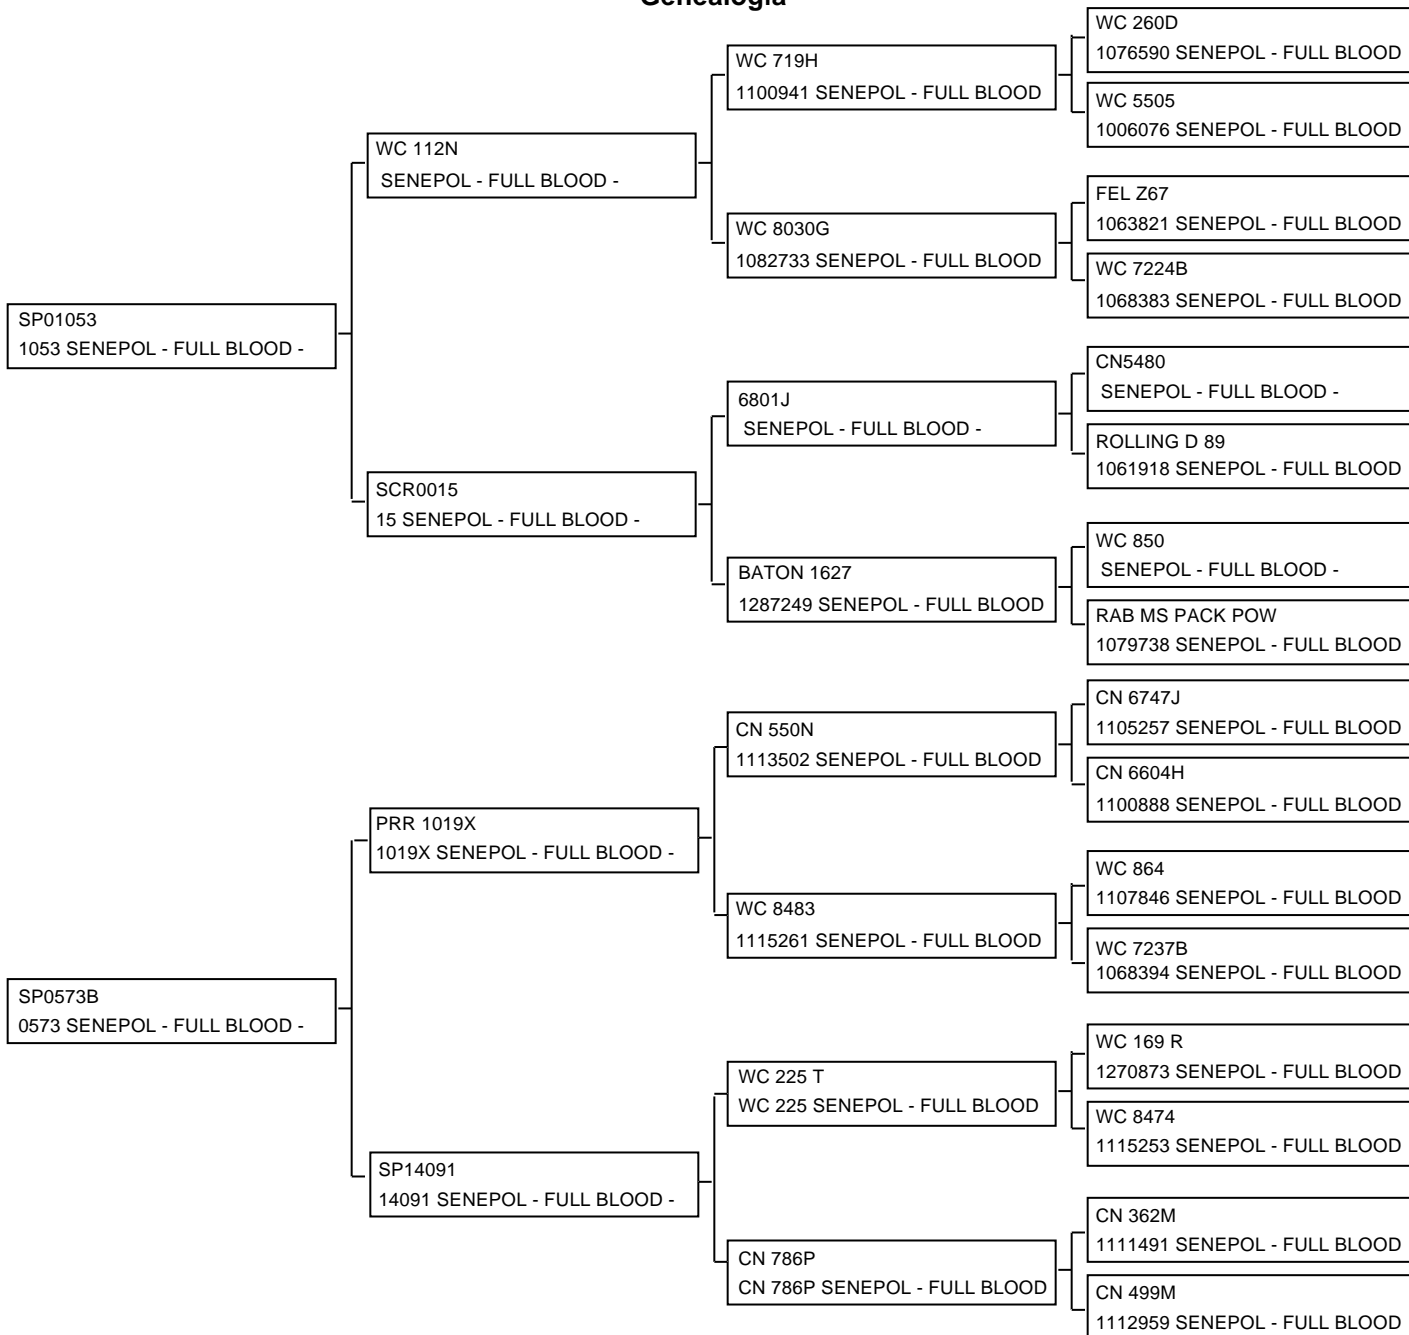 Genealogia
WC 260D
1076590 SENEPOL - FULL BLOOD
WC 719H
1100941 SENEPOL - FULL BLOOD
WC 5505
1006076 SENEPOL - FULL BLOOD
WC 112N
SENEPOL - FULL BLOOD -
FEL Z67
1063821 SENEPOL - FULL BLOOD
WC 8030G
1082733 SENEPOL - FULL BLOOD
WC 7224B
1068383 SENEPOL - FULL BLOOD
SP01053
1053 SENEPOL - FULL BLOOD -
CN5480
SENEPOL - FULL BLOOD -
6801J
SENEPOL - FULL BLOOD -
ROLLING D 89
1061918 SENEPOL - FULL BLOOD
SCR0015
15 SENEPOL - FULL BLOOD -
WC 850
SENEPOL - FULL BLOOD -
BATON 1627
1287249 SENEPOL - FULL BLOOD
RAB MS PACK POW
1079738 SENEPOL - FULL BLOOD
CN 6747J
1105257 SENEPOL - FULL BLOOD
CN 550N
1113502 SENEPOL - FULL BLOOD
CN 6604H
1100888 SENEPOL - FULL BLOOD
PRR 1019X
1019X SENEPOL - FULL BLOOD -
WC 864
1107846 SENEPOL - FULL BLOOD
WC 8483
1115261 SENEPOL - FULL BLOOD
WC 7237B
1068394 SENEPOL - FULL BLOOD
SP0573B
0573 SENEPOL - FULL BLOOD -
WC 169 R
1270873 SENEPOL - FULL BLOOD
WC 225 T
WC 225 SENEPOL - FULL BLOOD
WC 8474
1115253 SENEPOL - FULL BLOOD
SP14091
14091 SENEPOL - FULL BLOOD -
CN 362M
1111491 SENEPOL - FULL BLOOD
CN 786P
CN 786P SENEPOL - FULL BLOOD
CN 499M
1112959 SENEPOL - FULL BLOOD